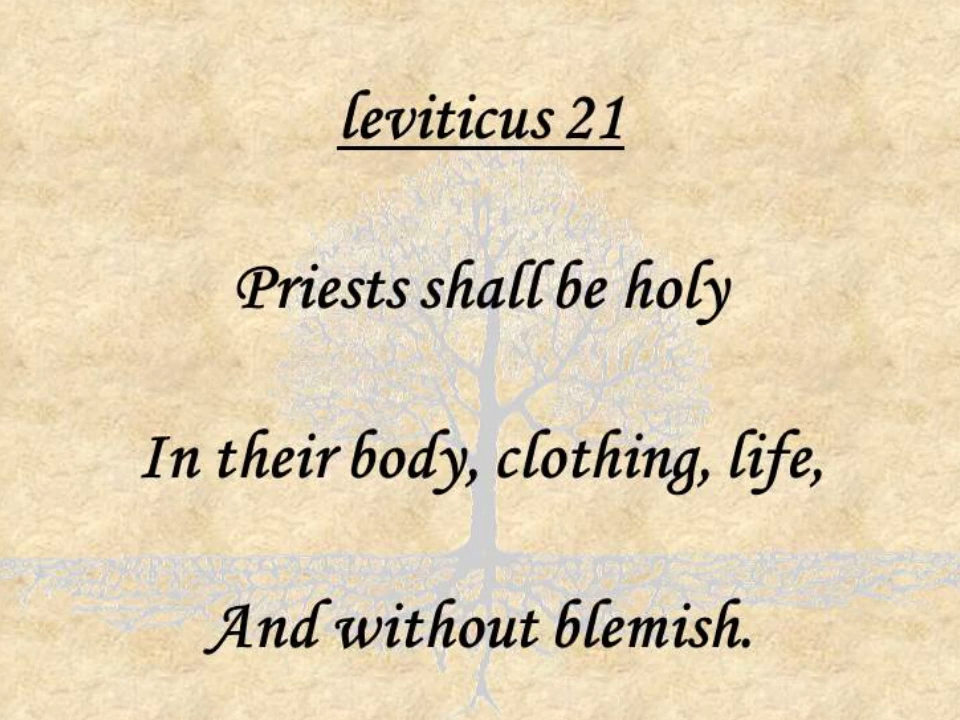 leviticus 21
Priests shall be holy
In their body, clothing, life,
And without blemish.